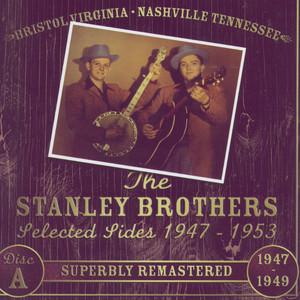 BRISTOL VIRGINIA • NASHVILLE TENNESSEE
The
STANLEY BROTHERS
Selected Sides 1947 - 1953
Disc
A
SUPERBLY REMASTERED
1947
-
1949